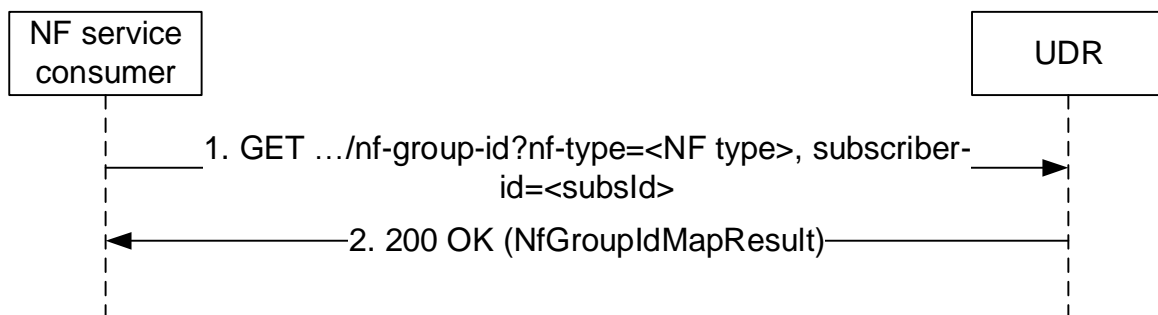 NF service
consumer
UDR
1. GET …/nf-group-id?nf-type=<NF type>, subscriber-
id=<subsId>
2. 200 OK (NfGroupIdMapResult)